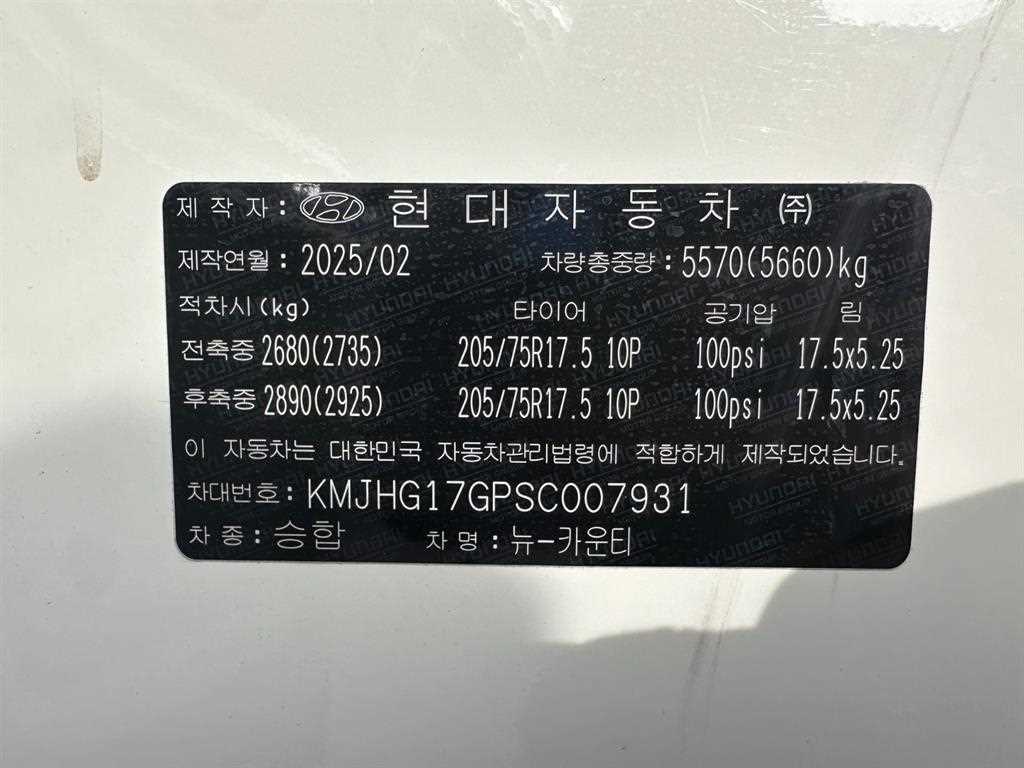 제작자: 현대자동차 (주)
제작연월: 2025/02 차량총중량: 5570(5660)kg
적차시(kg) 타이어 공기압 림
전축중 2680(2735) 205/75R17.5 10P 100psi 17.5x5.25
후축중 2890(2925) 205/75R17.5 10P 100psi 17.5x5.25
이 자동차는 대한민국 자동차관리법령에 적합하게 제작되었습니다.
차대번호: KMJHG17GPSC007931
차종: 승합 차명: 뉴-카운티